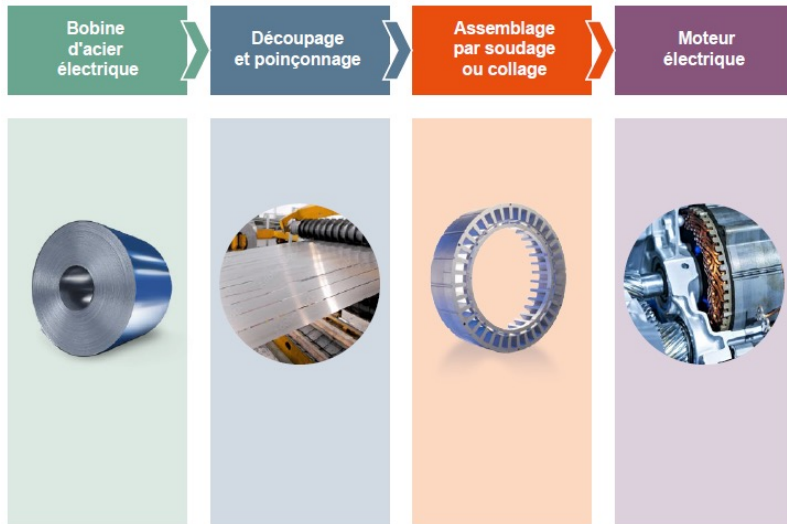 Bobine
d'acier
électrique
Découpage
et poinçonnage
Assemblage
par soudage
ou collage
Moteur
électrique